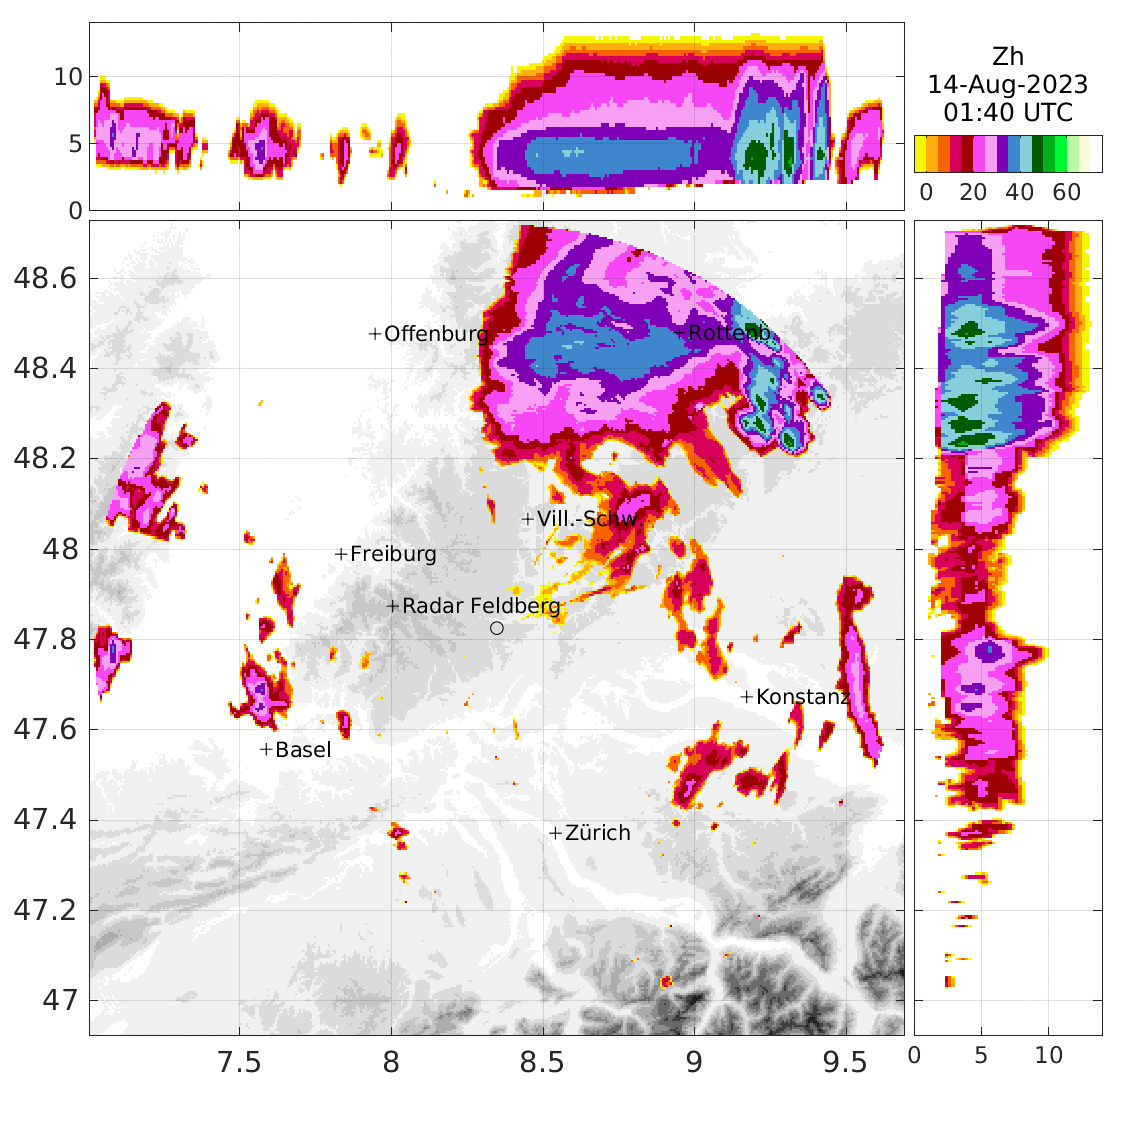 10
5
0
Zh
14-Aug-2023
01:40 UTC
0 20 40 60
48.6
48.4
48.2
48
47.8
47.6
47.4
47.2
47
+Offenburg
+Rottenb.
+Vill.-Schw.
+Freiburg
+Radar Feldberg
+Konstanz
+Basel
+Zürich
7.5 8 8.5 9 9.5
0 5 10